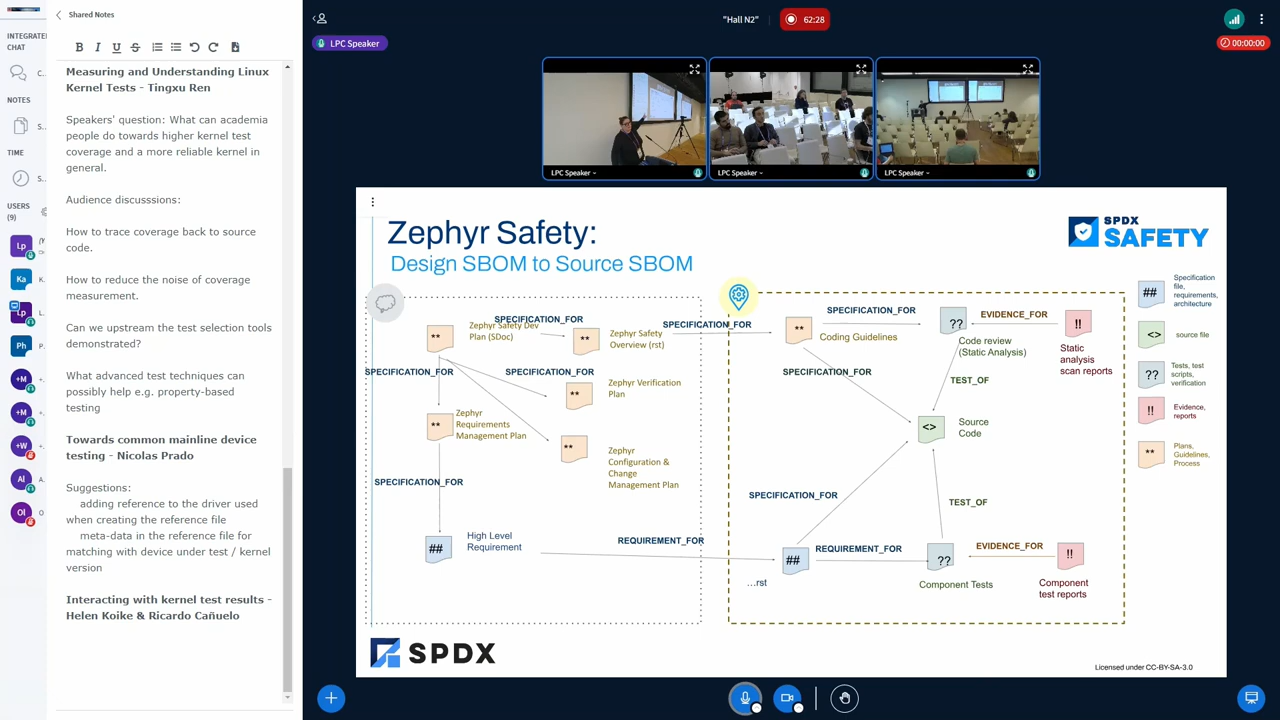 INTEGRATE
CHAT
C..
NOTES
S..
TIME
S..
USERS
(9)
Lp
Ka
K.
Lp
L.
Ph
P.
+M
+M
+W
Al
A.
Ol
O
Shared Notes
B I U S
Measuring and Understanding Linux
Kernel Tests - Tingxu Ren
Speakers' question: What can academia
people do towards higher kernel test
coverage and a more reliable kernel in
general.
Audience discusssions:
How to trace coverage back to source
code.
How to reduce the noise of coverage
measurement.
Can we upstream the test selection tools
demonstrated?
What advanced test techniques can
possibly help e.g. property-based
testing
Towards common mainline device
testing - Nicolas Prado
Suggestions:
adding reference to the driver used
when creating the reference file
meta-data in the reference file for
matching with device under test / kernel
version
Interacting with kernel test results -
Helen Koike & Ricardo Cañuelo
"Hall N2"
62:28
LPC Speaker
00:00:00
LPC Speaker
LPC Speaker
LPC Speaker
Zephyr Safety:
Design SBOM to Source SBOM
SPDX
SAFETY
**
Zephyr Safety Dev
Plan (SDoc)
SPECIFICATION_FOR
**
Zephyr Safety
Overview (rst)
SPECIFICATION_FOR
**
Coding Guidelines
SPECIFICATION_FOR
??
Code review
(Static Analysis)
EVIDENCE_FOR
!!
Static
analysis
scan reports
SPECIFICATION_FOR
SPECIFICATION_FOR
**
Zephyr Verification
Plan
SPECIFICATION_FOR
TEST_OF
**
Zephyr
Requirements
Management Plan
**
Zephyr
Configuration &
Change
Management Plan
<>
Source
Code
SPECIFICATION_FOR
SPECIFICATION_FOR
TEST_OF
##
High Level
Requirement
REQUIREMENT_FOR
##
...rst
REQUIREMENT_FOR
??
Component Tests
EVIDENCE_FOR
!!
Component
test reports
##
Specification
file,
requirements,
architecture
<>
source file
??
Tests, test
scripts,
verification
!!
Evidence,
reports
**
Plans,
Guidelines,
Process
SPDX
Licensed under CC-BY-SA-3.0